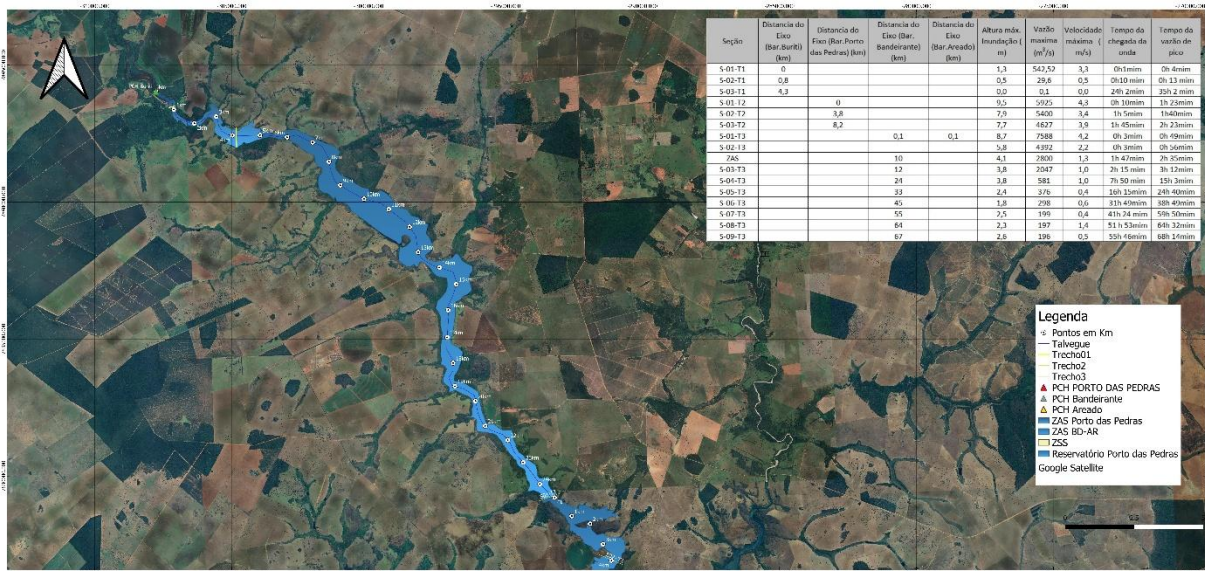 Seção | Distancia do Eixo (Bar.Buriti) (km) | Distancia do Eixo (Bar.Porto das Pedras) (km) | Distancia do Eixo (Bar. Bandeirante) (km) | Distancia do Eixo (Bar.Areado) (km) | Altura máx. Inundação ( m) | Vazão maxima (m³/s) | Velocidade máxima ( m/s) | Tempo da chegada da onda | Tempo da vazão de pico
S-01-T1 | 0 | | | | 1,3 | 542,52 | 3,3 | 0h1mim | 0h 4mim
S-02-T1 | 0,8 | | | | 0,5 | 29,6 | 0,5 | 0h10 mim | 0h 13 mim
S-03-T1 | 4,3 | | | | 0,0 | 0,1 | 0,0 | 24h 2mim | 35h 2 mim
S-01-T2 | | 0 | | | 9,5 | 5925 | 4,3 | 0h 10mim | 1h 23mim
S-02-T2 | | 3,8 | | | 7,9 | 5400 | 3,4 | 1h 5mim | 1h40mim
S-03-T2 | | 8,2 | | | 7,7 | 4627 | 3,9 | 1h 45mim | 2h 23mim
S-01-T3 | | | 0,1 | 0,1 | 8,7 | 7588 | 4,2 | 0h 3mim | 0h 49mim
S-02-T3 | | | | | 5,8 | 4392 | 2,2 | 0h 3mim | 0h 56mim
ZAS | | | 10 | | 4,1 | 2800 | 1,3 | 1h 47mim | 2h 35mim
S-03-T3 | | | 12 | | 3,8 | 2047 | 1,0 | 2h 15 mim | 3h 12mim
S-04-T3 | | | 24 | | 3,8 | 581 | 1,0 | 7h 50 mim | 15h 3mim
S-05-T3 | | | 33 | | 2,4 | 376 | 0,4 | 16h 15mim | 24h 40mim
S-06-T3 | | | 45 | | 1,8 | 298 | 0,6 | 31h 49mim | 38h 49mim
S-07-T3 | | | 55 | | 2,5 | 199 | 0,4 | 41h 24 mim | 59h 50mim
S-08-T3 | | | 64 | | 2,3 | 197 | 1,4 | 51h 53mim | 64h 32mim
S-09-T3 | | | 67 | | 2,6 | 196 | 0,5 | 55h 46mim | 68h 14mim
Legenda
Pontos em Km
Talvegue
Trecho01
Trecho2
Trecho3
PCH PORTO DAS PEDRAS
PCH Bandeirante
PCH Areado
ZAS Porto das Pedras
ZAS BD-AR
ZSS
Reservatório Porto das Pedras
Google Satellite